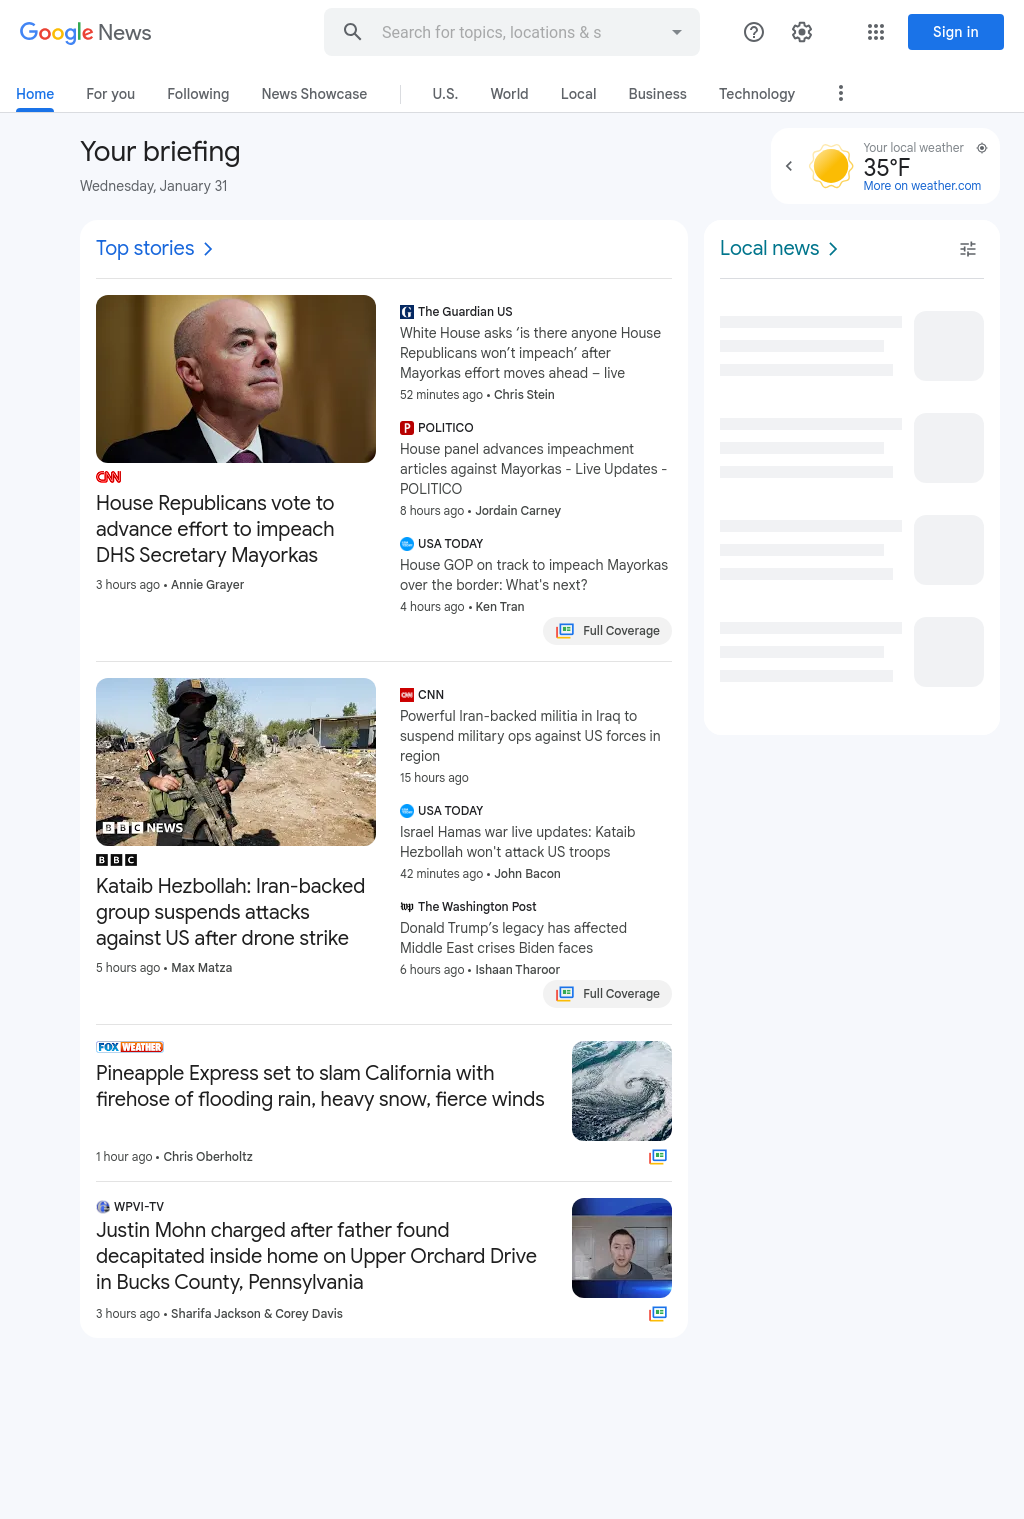 Google News
Search for topics, locations & s
Sign in
Home
For you
Following
News Showcase
U.S.
World
Local
Business
Technology
Your briefing
Wednesday, January 31
Your local weather
35°F
More on weather.com
Top stories
CNN
House Republicans vote to
advance effort to impeach
DHS Secretary Mayorkas
3 hours ago • Annie Grayer
The Guardian US
White House asks ‘is there anyone House
Republicans won’t impeach’ after
Mayorkas effort moves ahead – live
52 minutes ago • Chris Stein
POLITICO
House panel advances impeachment
articles against Mayorkas - Live Updates -
POLITICO
8 hours ago • Jordain Carney
USA TODAY
House GOP on track to impeach Mayorkas
over the border: What's next?
4 hours ago • Ken Tran
Full Coverage
BBC NEWS
BBC
Kataib Hezbollah: Iran-backed
group suspends attacks
against US after drone strike
5 hours ago • Max Matza
CNN
CNN
Powerful Iran-backed militia in Iraq to
suspend military ops against US forces in
region
15 hours ago
USA TODAY
Israel Hamas war live updates: Kataib
Hezbollah won't attack US troops
42 minutes ago • John Bacon
wp The Washington Post
Donald Trump’s legacy has affected
Middle East crises Biden faces
6 hours ago • Ishaan Tharoor
Full Coverage
FOX WEATHER
Pineapple Express set to slam California with
firehose of flooding rain, heavy snow, fierce winds
1 hour ago • Chris Oberholtz
WPVI-TV
Justin Mohn charged after father found
decapitated inside home on Upper Orchard Drive
in Bucks County, Pennsylvania
3 hours ago • Sharifa Jackson & Corey Davis
Local news